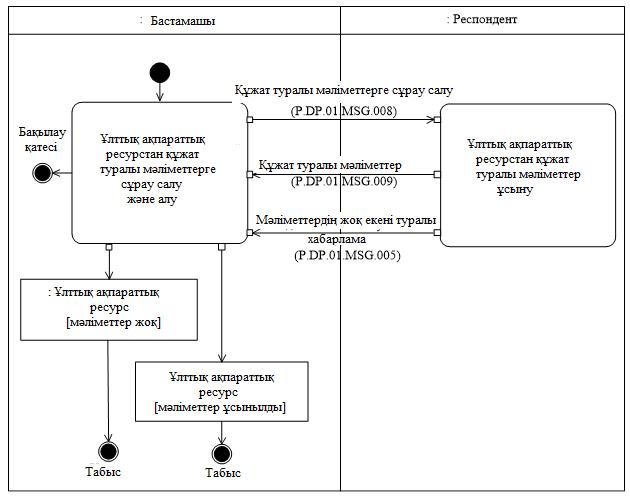 : Бастамашы
: Респондент
Құжат туралы мәліметтерге сұрау салу
(P.DP.01.MSG.008)
Бақылау
қатесі
Ұлттық ақпараттық
ресурстан құжат
туралы мәліметтерге
сұрау салу
және алу
Ұлттық ақпараттық
ресурстан құжат
туралы мәліметтер
ұсыну
Құжат туралы мәліметтер
(P.DP.01.MSG.009)
Мәліметтердің жоқ екені туралы
хабарлама
(P.DP.01.MSG.005)
: Ұлттық ақпараттық
ресурс
[мәліметтер жоқ]
Ұлттық ақпараттық
ресурс
[мәліметтер ұсынылды]
Табыс
Табыс